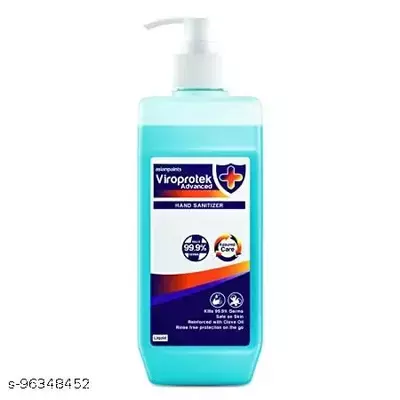 asianpaints
Viroprotek
Advanced
HAND SANITIZER
99.9%
Care
Kills 99.9% Germs
Safe on Skin
Reinforced with Clove Oil
Rinse free protection on the go
Liquid
s-96348452